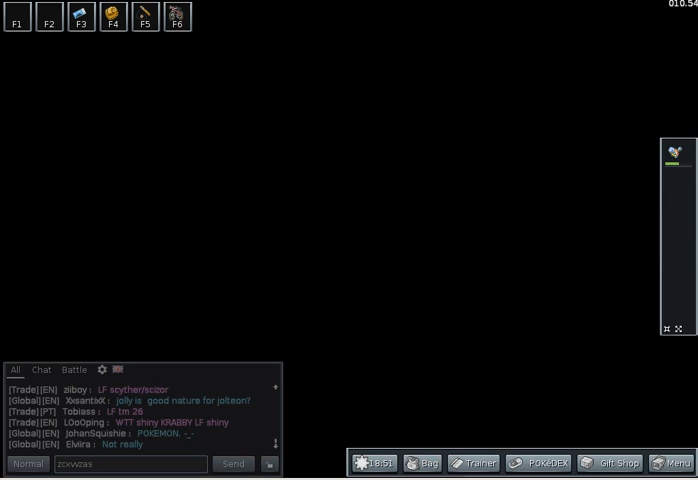 010.54
F1 F2 F3 F4 F5 F6
All Chat Battle
[Trade][EN] ziiboy : LF scyther/scizor
[Global][EN] XxsantixX : jolly is good nature for jolteon?
[Trade][PT] Tobiass : LF tm 26
[Trade][EN] LOoOping : WTT shiny KRABBY LF shiny
[Global][EN] JohanSquishie : POKEMON. -_-
[Global][EN] Elvira : Not really
Normal zcxvvzas Send
18:51 Bag Trainer POKéDEX Gift Shop Menu